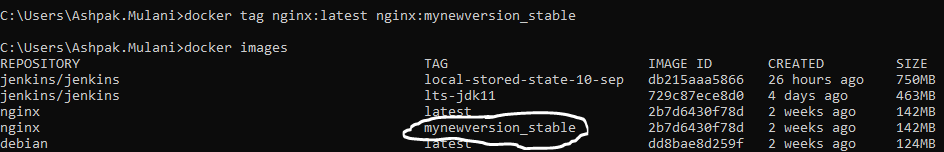 C:\Users\Ashpak.Mulani>docker tag nginx:latest nginx:mynewversion_stable
C:\Users\Ashpak.Mulani>docker images
REPOSITORY TAG IMAGE ID CREATED SIZE
jenkins/jenkins local-stored-state-10-sep db215aaa5866 26 hours ago 750MB
jenkins/jenkins lts-jdk11 729c87ece8d0 4 days ago 463MB
nginx latest 2b7d6430f78d 2 weeks ago 142MB
nginx mynewversion_stable 2b7d6430f78d 2 weeks ago 142MB
debian latest dd8bae8d259f 2 weeks ago 124MB